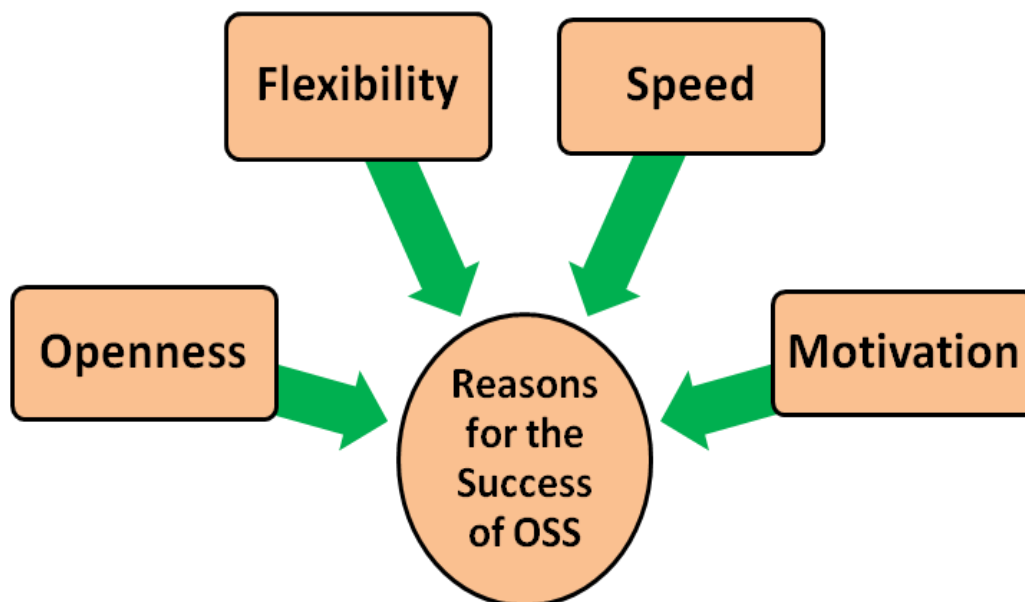 Flexibility
Speed
Openness
Motivation
Reasons
for the
Success
of OSS